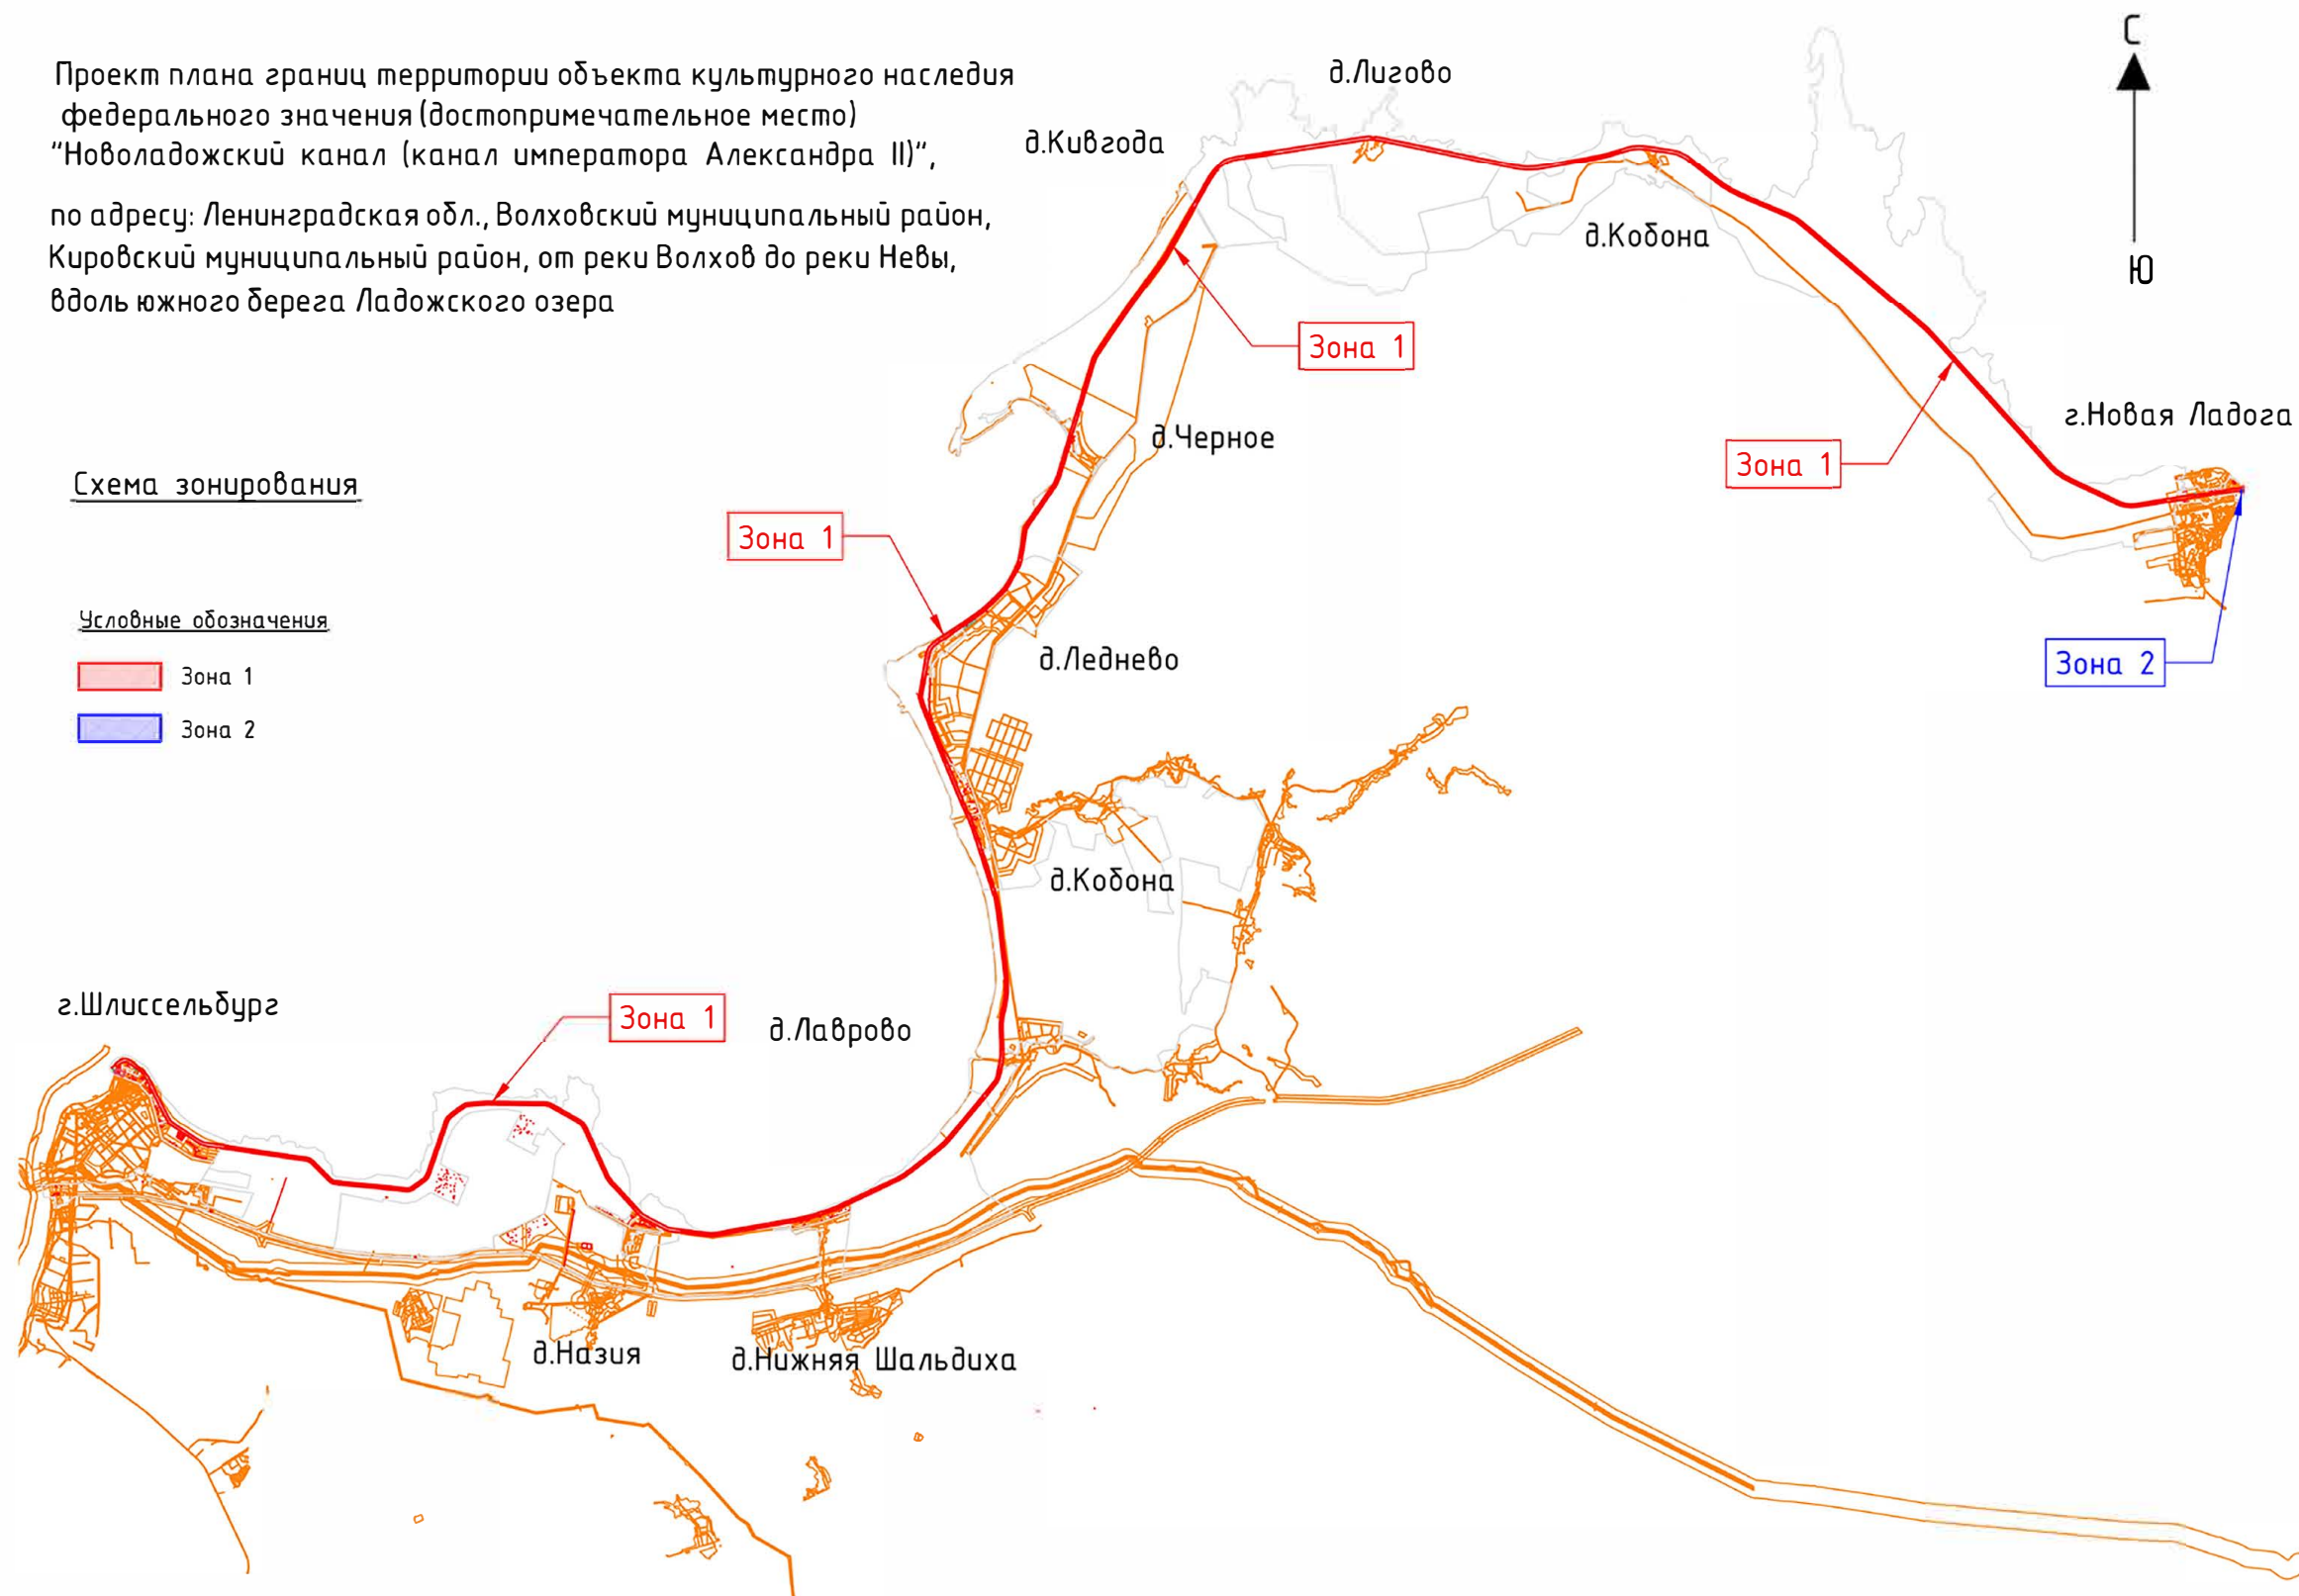 Проект плана границ территории объекта культурного наследия
федерального значения (достопримечательное место)
“Новоладожский канал (канал императора Александра II)“,
по адресу: Ленинградская обл., Волховский муниципальный район,
Кировский муниципальный район, от реки Волхов до реки Невы,
вдоль южного берега Ладожского озера
С
Ю
д.Лигово
д.Кивгода
д.Кобона
Зона 1
г.Новая Ладога
д.Черное
Зона 1
Схема зонирования
Зона 1
Условные обозначения
Зона 1
Зона 2
д.Леднево
Зона 2
д.Кобона
г.Шлиссельбург
Зона 1
д.Лаврово
д.Назия
д.Нижняя Шальдиха